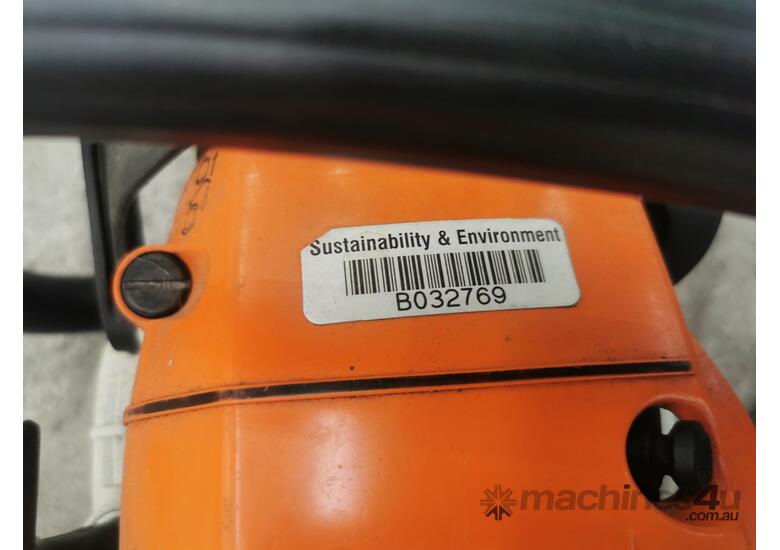 Sustainability & Environment
B032769
machines4u
.com.au